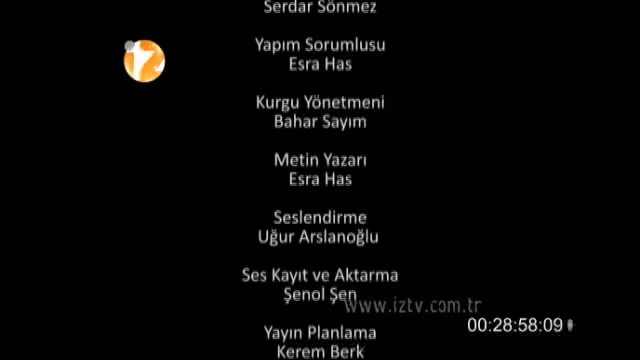 Serdar Sönmez
Yapım Sorumlusu
Esra Has
Kurgu Yönetmeni
Bahar Sayım
Metin Yazarı
Esra Has
Seslendirme
Uğur Arslanoğlu
Ses Kayıt ve Aktarma
Şenol Şen
www.iztv.com.tr
00:28:58:09
Yayın Planlama
Kerem Berk